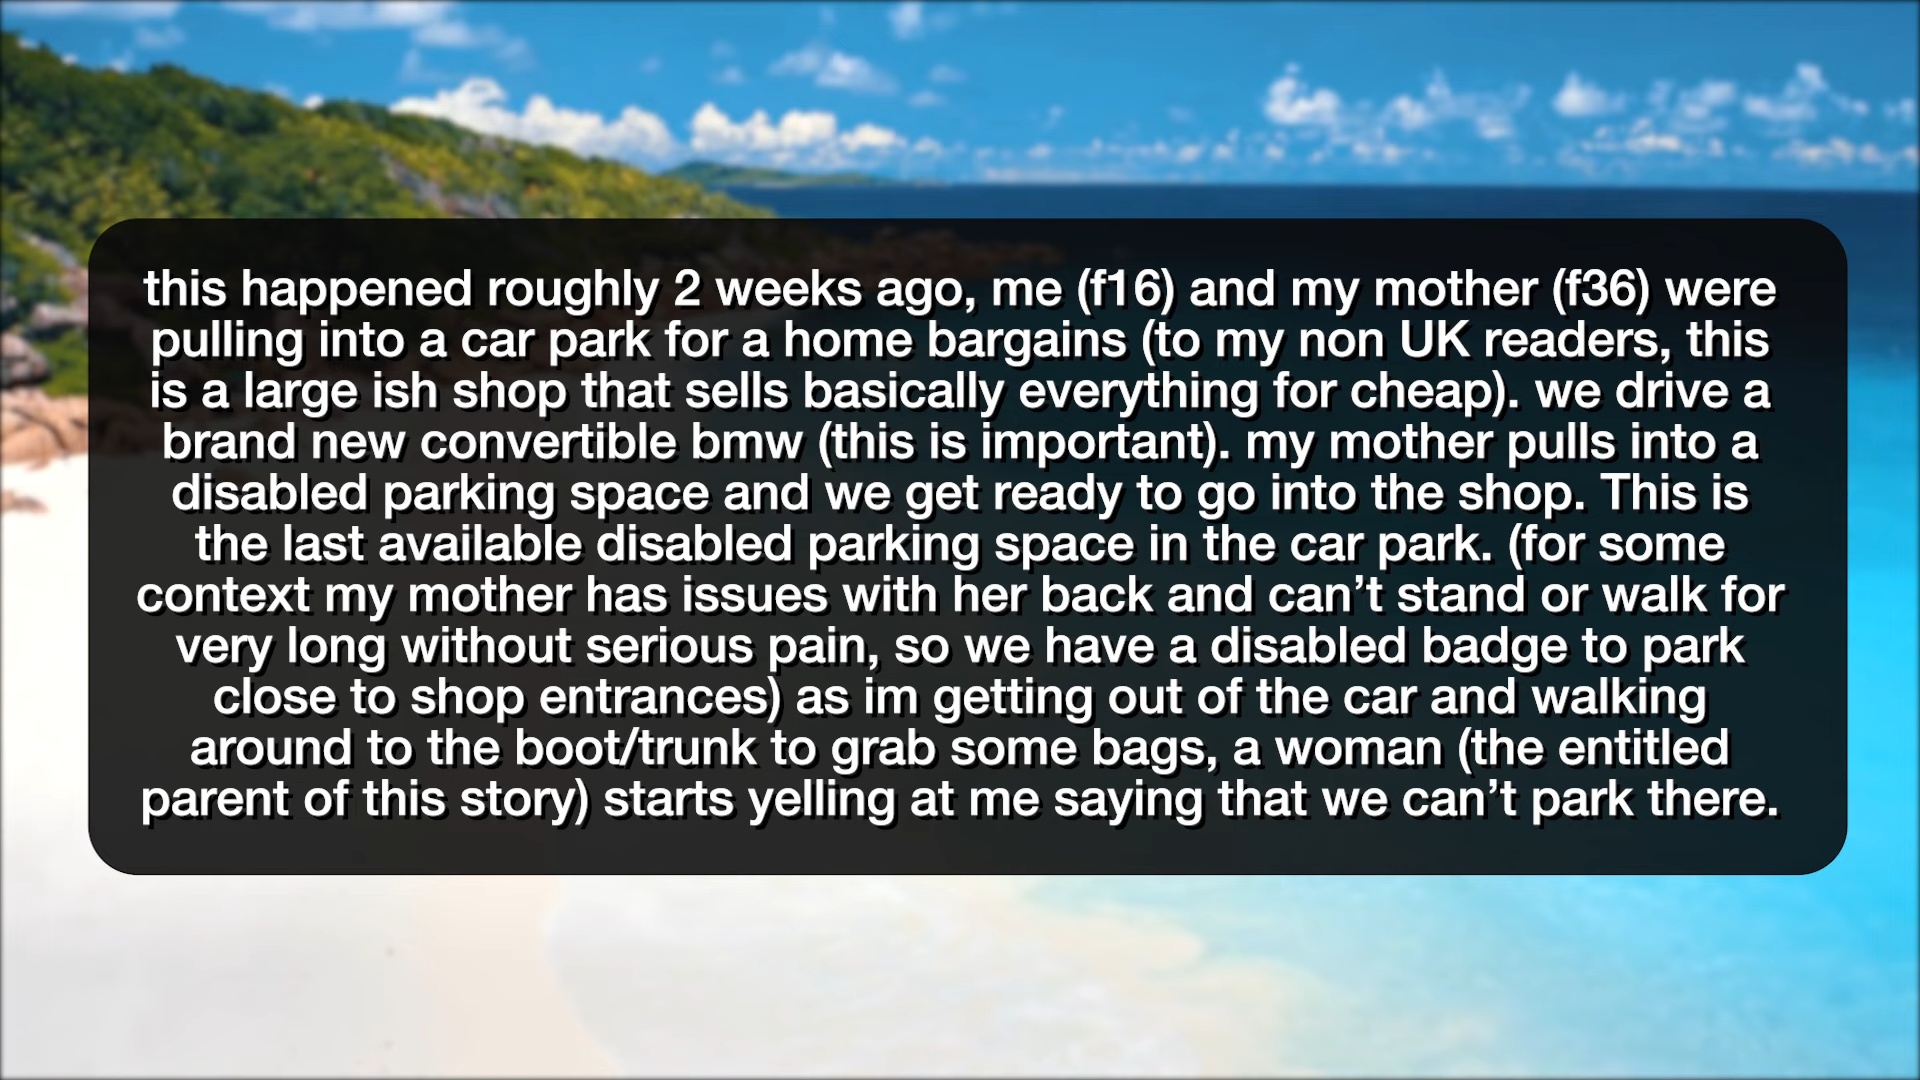 this happened roughly 2 weeks ago, me (f16) and my mother (f36) were
pulling into a car park for a home bargains (to my non UK readers, this
is a large ish shop that sells basically everything for cheap). we drive a
brand new convertible bmw (this is important). my mother pulls into a
disabled parking space and we get ready to go into the shop. This is
the last available disabled parking space in the car park. (for some
context my mother has issues with her back and can’t stand or walk for
very long without serious pain, so we have a disabled badge to park
close to shop entrances) as im getting out of the car and walking
around to the boot/trunk to grab some bags, a woman (the entitled
parent of this story) starts yelling at me saying that we can’t park there.